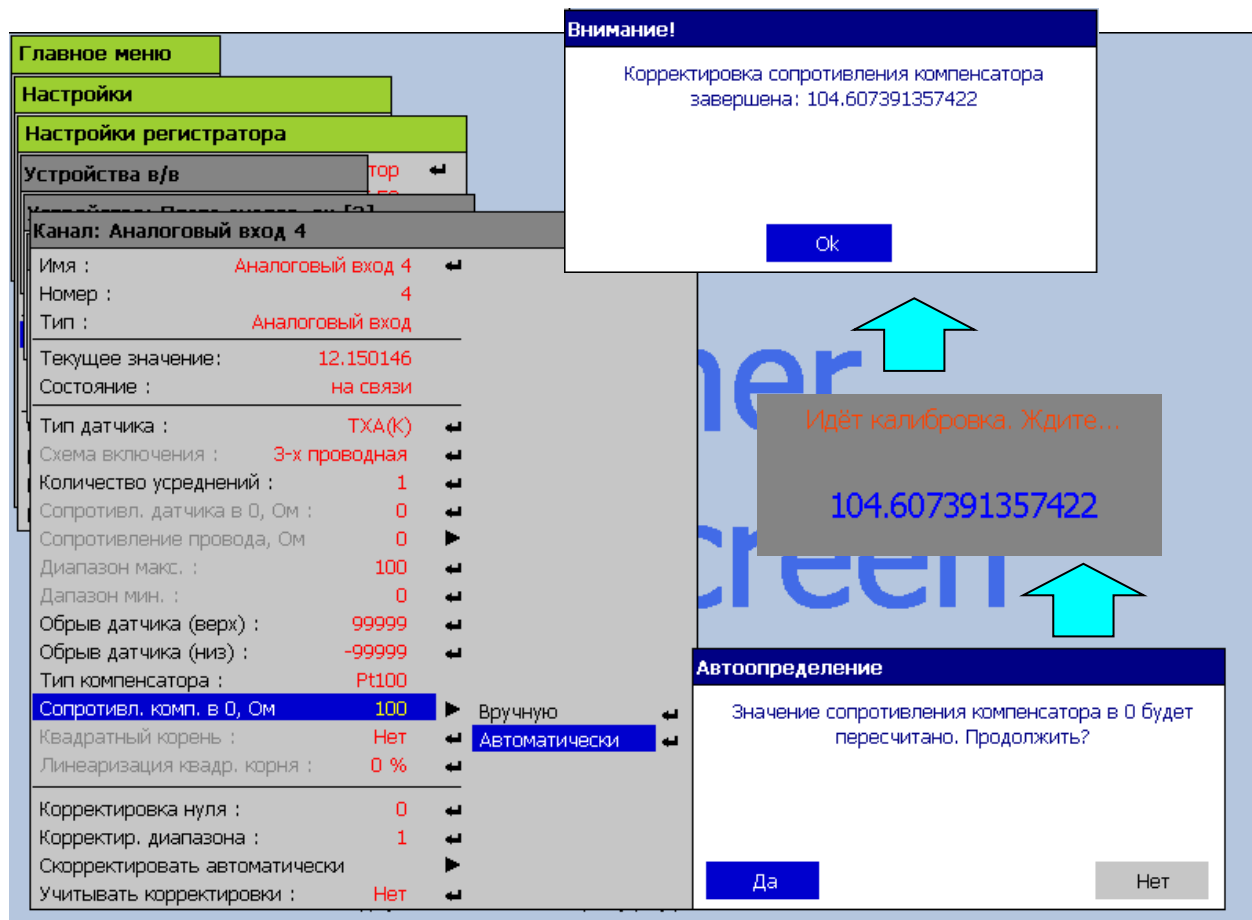 Главное меню
Настройки
Настройки регистратора
Устройства в/в
тор
Канал: Аналоговый вход 4
Имя : Аналоговый вход 4
Номер : 4
Тип : Аналоговый вход
Текущее значение: 12.150146
Состояние : на связи
Тип датчика : ТХА(К)
Схема включения : 3-х проводная
Количество усреднений : 1
Сопротивл. датчика в 0, Ом : 0
Сопротивление провода, Ом 0
Диапазон макс. : 100
Дапазон мин. : 0
Обрыв датчика (верх) : 99999
Обрыв датчика (низ) : -99999
Тип компенсатора : Pt100
Сопротивл. комп. в 0, Ом 100
Квадратный корень : Нет
Линеаризация квадр. корня : 0 %
Корректировка нуля : 0
Корректир. диапазона : 1
Скорректировать автоматически
Учитывать корректировки : Нет
Вручную
Автоматически
Автоопределение
Значение сопротивления компенсатора в 0 будет
пересчитано. Продолжить?
Да Нет
Идёт калибровка. Ждите...
104.607391357422
Внимание!
Корректировка сопротивления компенсатора
завершена: 104.607391357422
Ok
creen